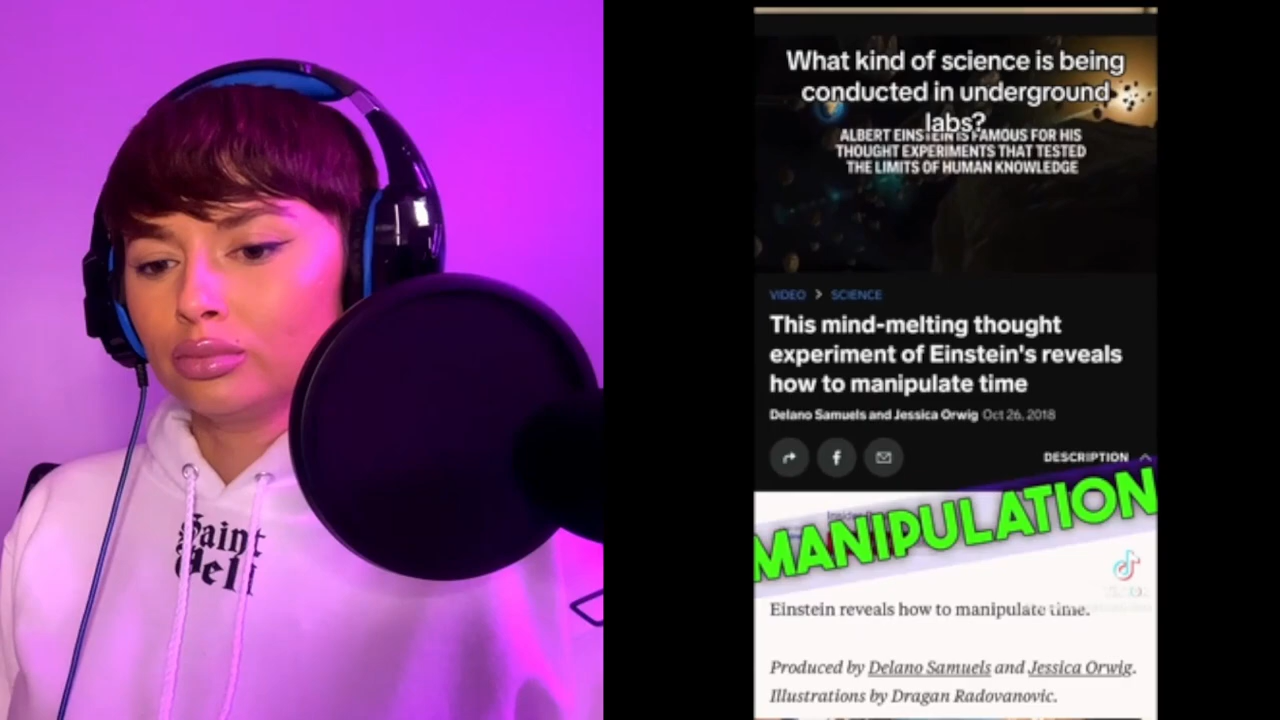 Saint
What kind of science is being
conducted in underground
labs?
ALBERT EINSTEIN IS FAMOUS FOR HIS
THOUGHT EXPERIMENTS THAT TESTED
THE LIMITS OF HUMAN KNOWLEDGE
VIDEO > SCIENCE
This mind-melting thought
experiment of Einstein's reveals
how to manipulate time
Delano Samuels and Jessica Orwig Oct 26, 2018
DESCRIPTION
MANIPULATION
Einstein reveals how to manipulate time.
Produced by Delano Samuels and Jessica Orwig.
Illustrations by Dragan Radovanovic.